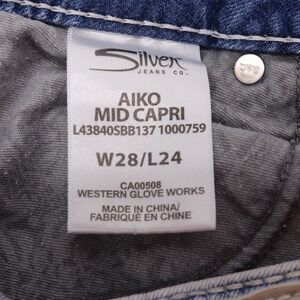 Silver
JEANS CO.
AIKO
MID CAPRI
L43840SBB137 1000759
W28/L24
CA00508
WESTERN GLOVE WORKS
MADE IN CHINA/
FABRIQUÉ EN CHINE